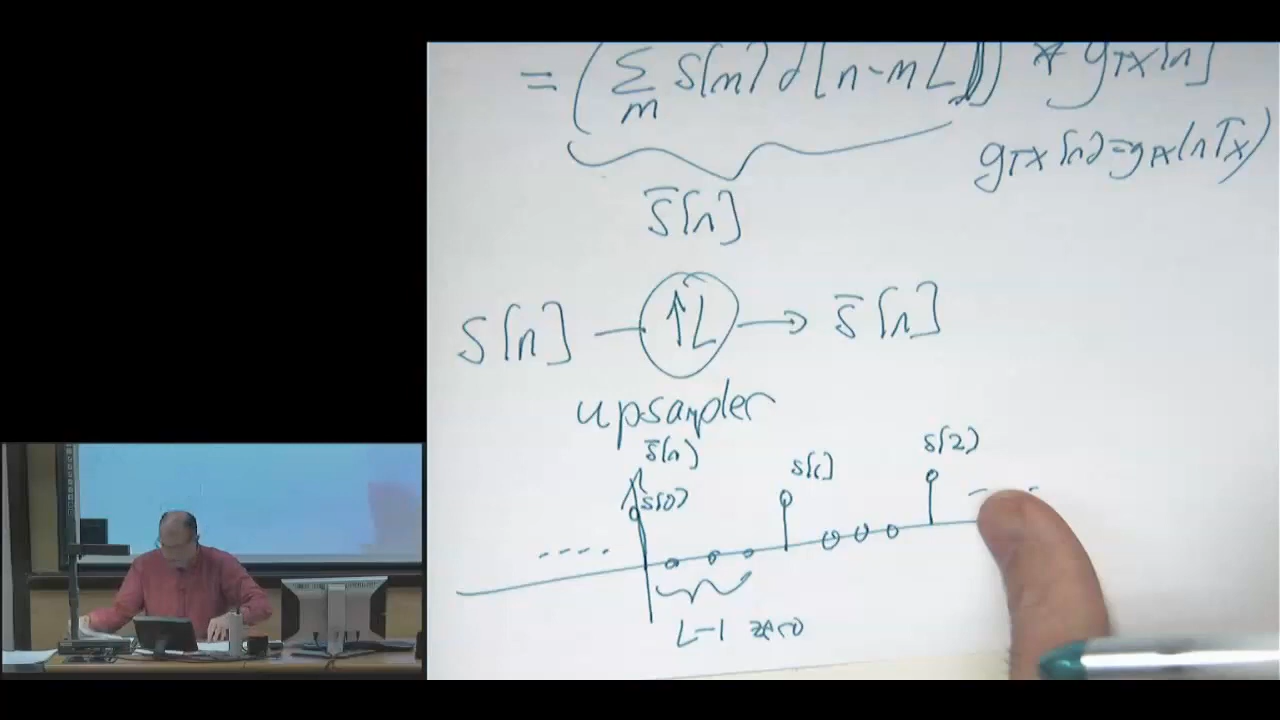 = (∑ s[m] δ[n-mL]) * gTX[n]
m
gTX[n] = gTX(nTx)
s̄[n]
s[n] → ↑L → s̄[n]
upsampler
s̄[n]
s[0] s[1] s[2]
L-1 zero